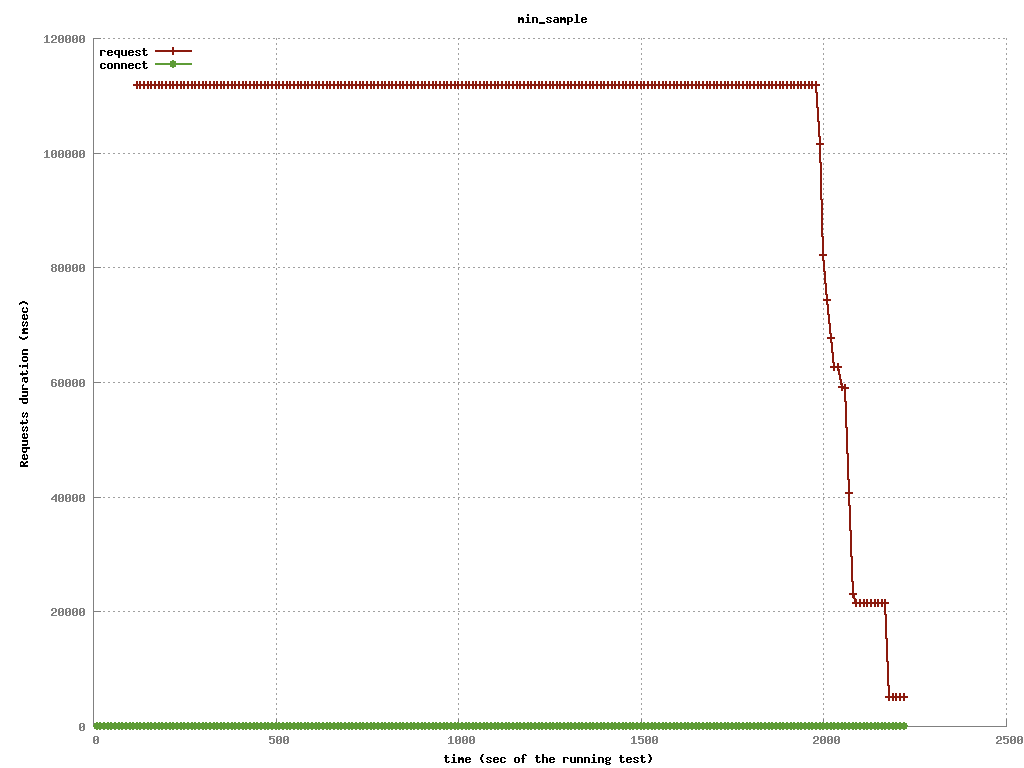 min_sample
120000
request
connect
100000
80000
Requests duration (msec)
60000
40000
20000
0
0 500 1000 1500 2000 2500
time (sec of the running test)